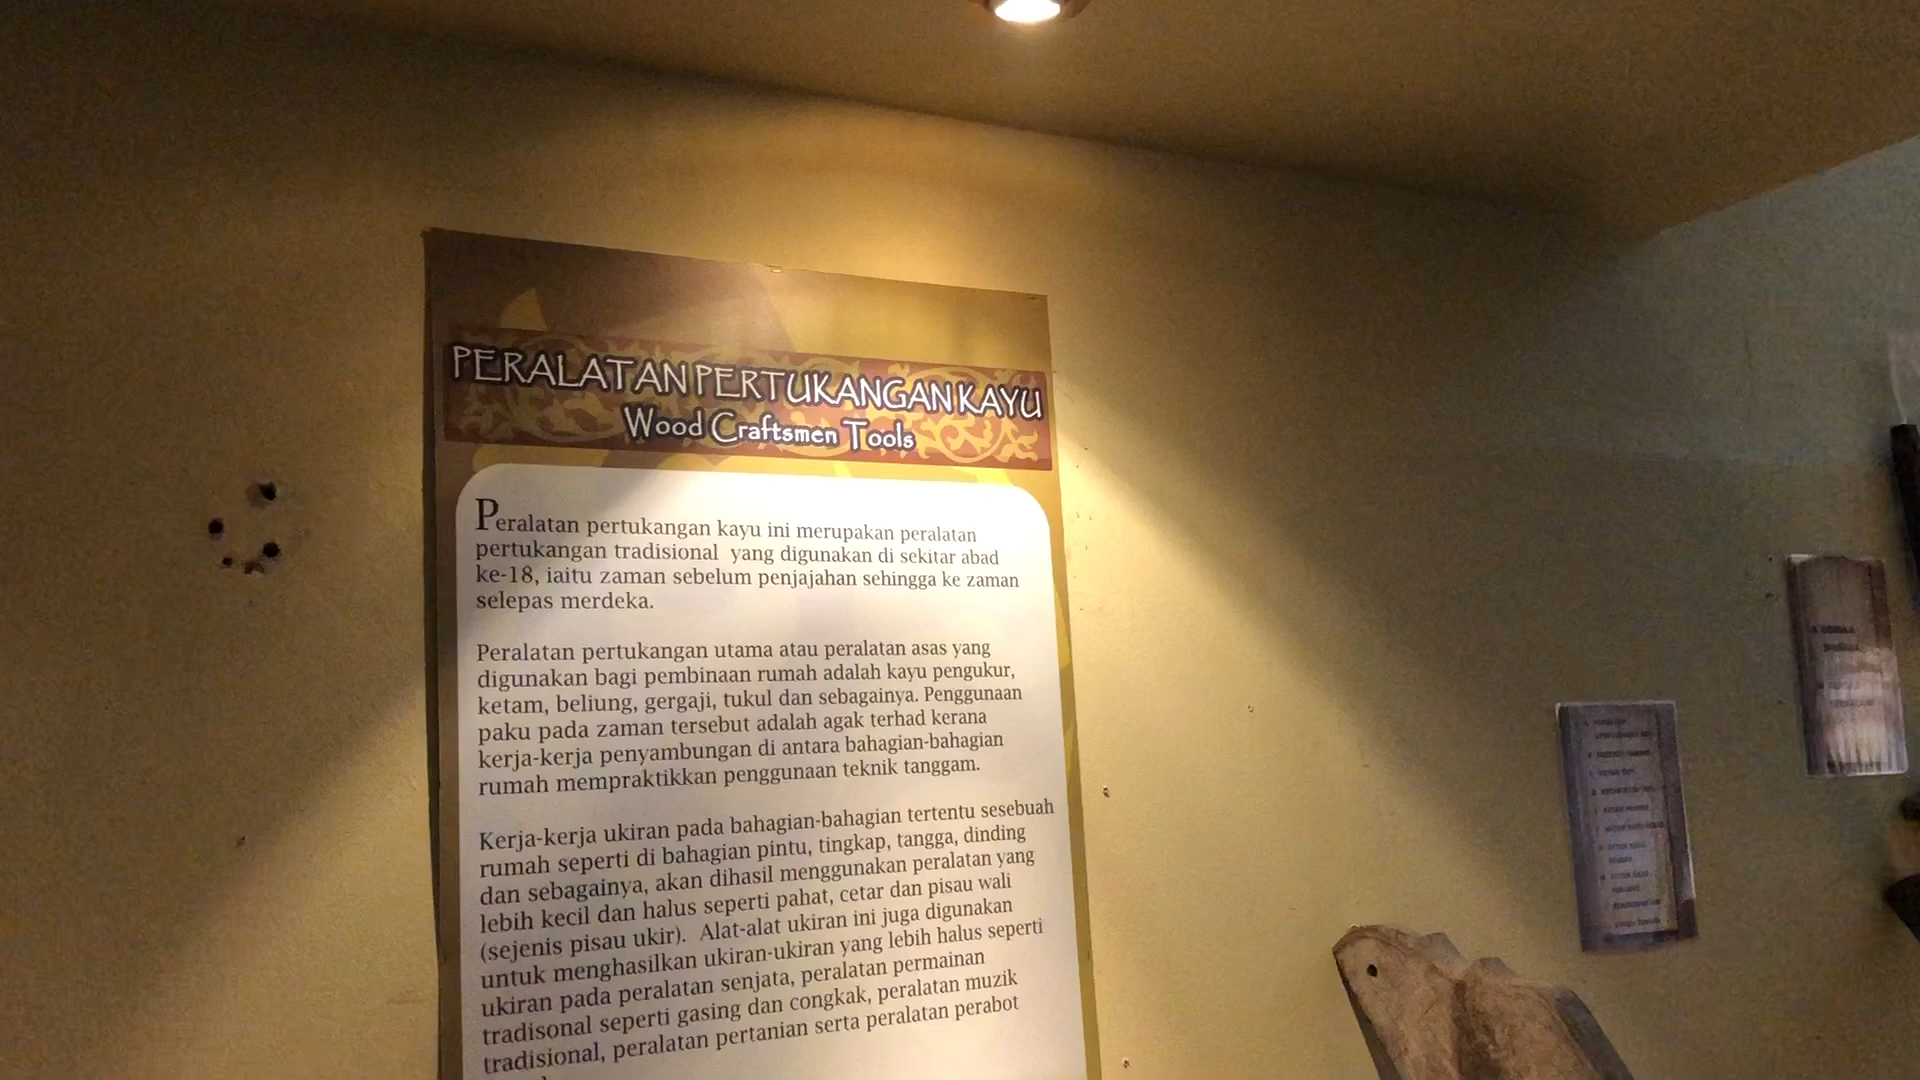 PERALATAN PERTUKANGAN KAYU
Wood Craftsmen Tools
Peralatan pertukangan kayu ini merupakan peralatan
pertukangan tradisional yang digunakan di sekitar abad
ke-18, iaitu zaman sebelum penjajahan sehingga ke zaman
selepas merdeka.
Peralatan pertukangan utama atau peralatan asas yang
digunakan bagi pembinaan rumah adalah kayu pengukur,
ketam, beliung, gergaji, tukul dan sebagainya. Penggunaan
paku pada zaman tersebut adalah agak terhad kerana
kerja-kerja penyambungan di antara bahagian-bahagian
rumah mempraktikkan penggunaan teknik tanggam.
Kerja-kerja ukiran pada bahagian-bahagian tertentu sesebuah
rumah seperti di bahagian pintu, tingkap, tangga, dinding
dan sebagainya, akan dihasil menggunakan peralatan yang
lebih kecil dan halus seperti pahat, cetar dan pisau wali
(sejenis pisau ukir). Alat-alat ukiran ini juga digunakan
untuk menghasilkan ukiran-ukiran yang lebih halus seperti
ukiran pada peralatan senjata, peralatan permainan
tradisonal seperti gasing dan congkak, peralatan muzik
tradisional, peralatan pertanian serta peralatan perabot